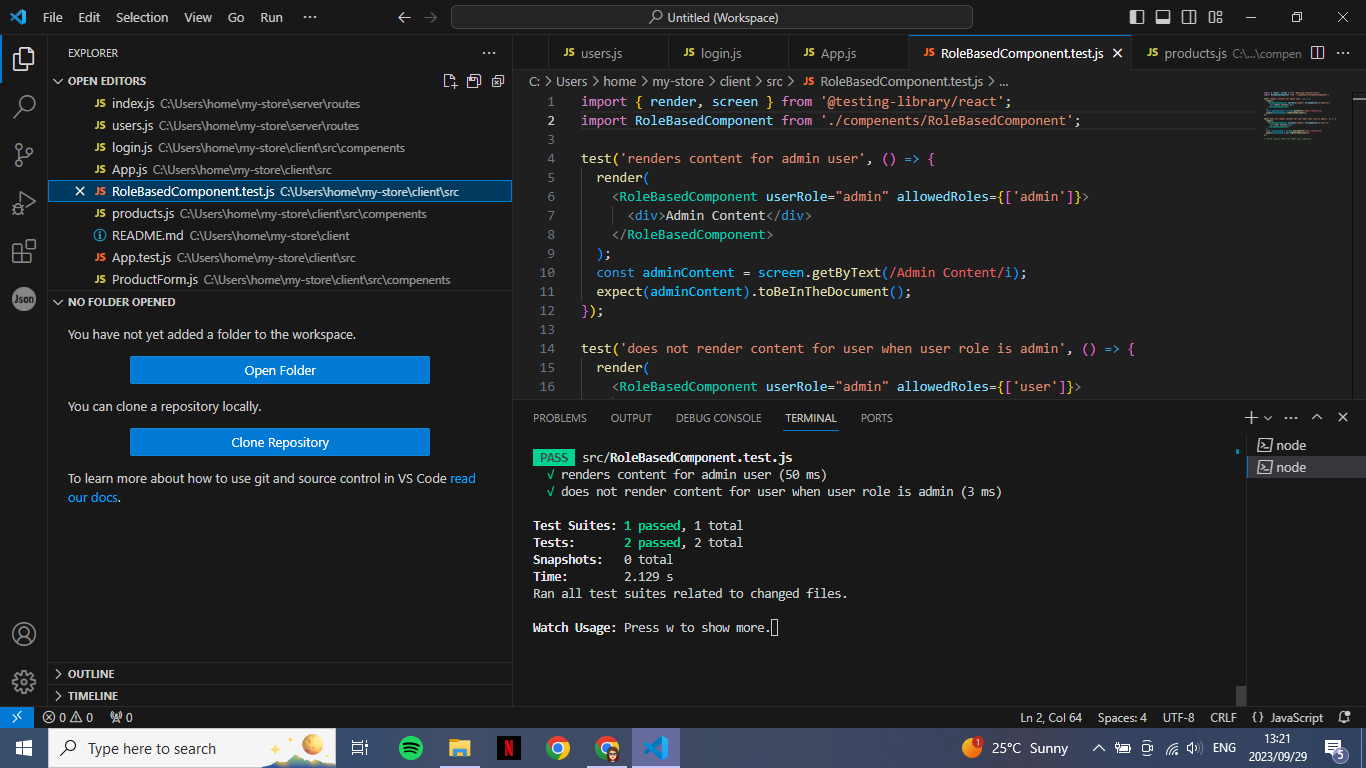 File Edit Selection View Go Run ···
Untitled (Workspace)
EXPLORER
OPEN EDITORS
JS index.js C:\Users\home\my-store\server\routes
JS users.js C:\Users\home\my-store\server\routes
JS login.js C:\Users\home\my-store\client\src\compenents
JS App.js C:\Users\home\my-store\client\src
JS RoleBasedComponent.test.js C:\Users\home\my-store\client\src
JS products.js C:\Users\home\my-store\client\src\compenents
README.md C:\Users\home\my-store\client
JS App.test.js C:\Users\home\my-store\client\src
JS ProductForm.js C:\Users\home\my-store\client\src\compenents
NO FOLDER OPENED
You have not yet added a folder to the workspace.
Open Folder
You can clone a repository locally.
Clone Repository
To learn more about how to use git and source control in VS Code read
our docs.
OUTLINE
TIMELINE
Json
JS users.js JS login.js JS App.js JS RoleBasedComponent.test.js JS products.js C:\...\compen
C: > Users > home > my-store > client > src > JS RoleBasedComponent.test.js > ...
1 import { render, screen } from '@testing-library/react';
2 import RoleBasedComponent from './compenents/RoleBasedComponent';
3
4 test('renders content for admin user', () => {
5 render(
6 <RoleBasedComponent userRole="admin" allowedRoles={['admin']}>
7 <div>Admin Content</div>
8 </RoleBasedComponent>
9 );
10 const adminContent = screen.getByText(/Admin Content/i);
11 expect(adminContent).toBeInTheDocument();
12 });
13
14 test('does not render content for user when user role is admin', () => {
15 render(
16 <RoleBasedComponent userRole="admin" allowedRoles={['user']}>
PROBLEMS OUTPUT DEBUG CONSOLE TERMINAL PORTS
PASS src/RoleBasedComponent.test.js
√ renders content for admin user (50 ms)
√ does not render content for user when user role is admin (3 ms)
Test Suites: 1 passed, 1 total
Tests: 2 passed, 2 total
Snapshots: 0 total
Time: 2.129 s
Ran all test suites related to changed files.
Watch Usage: Press w to show more.
node
node
0 0 0
Ln 2, Col 64 Spaces: 4 UTF-8 CRLF {} JavaScript
Type here to search
1 25°C Sunny ENG
13:21
2023/09/29
5